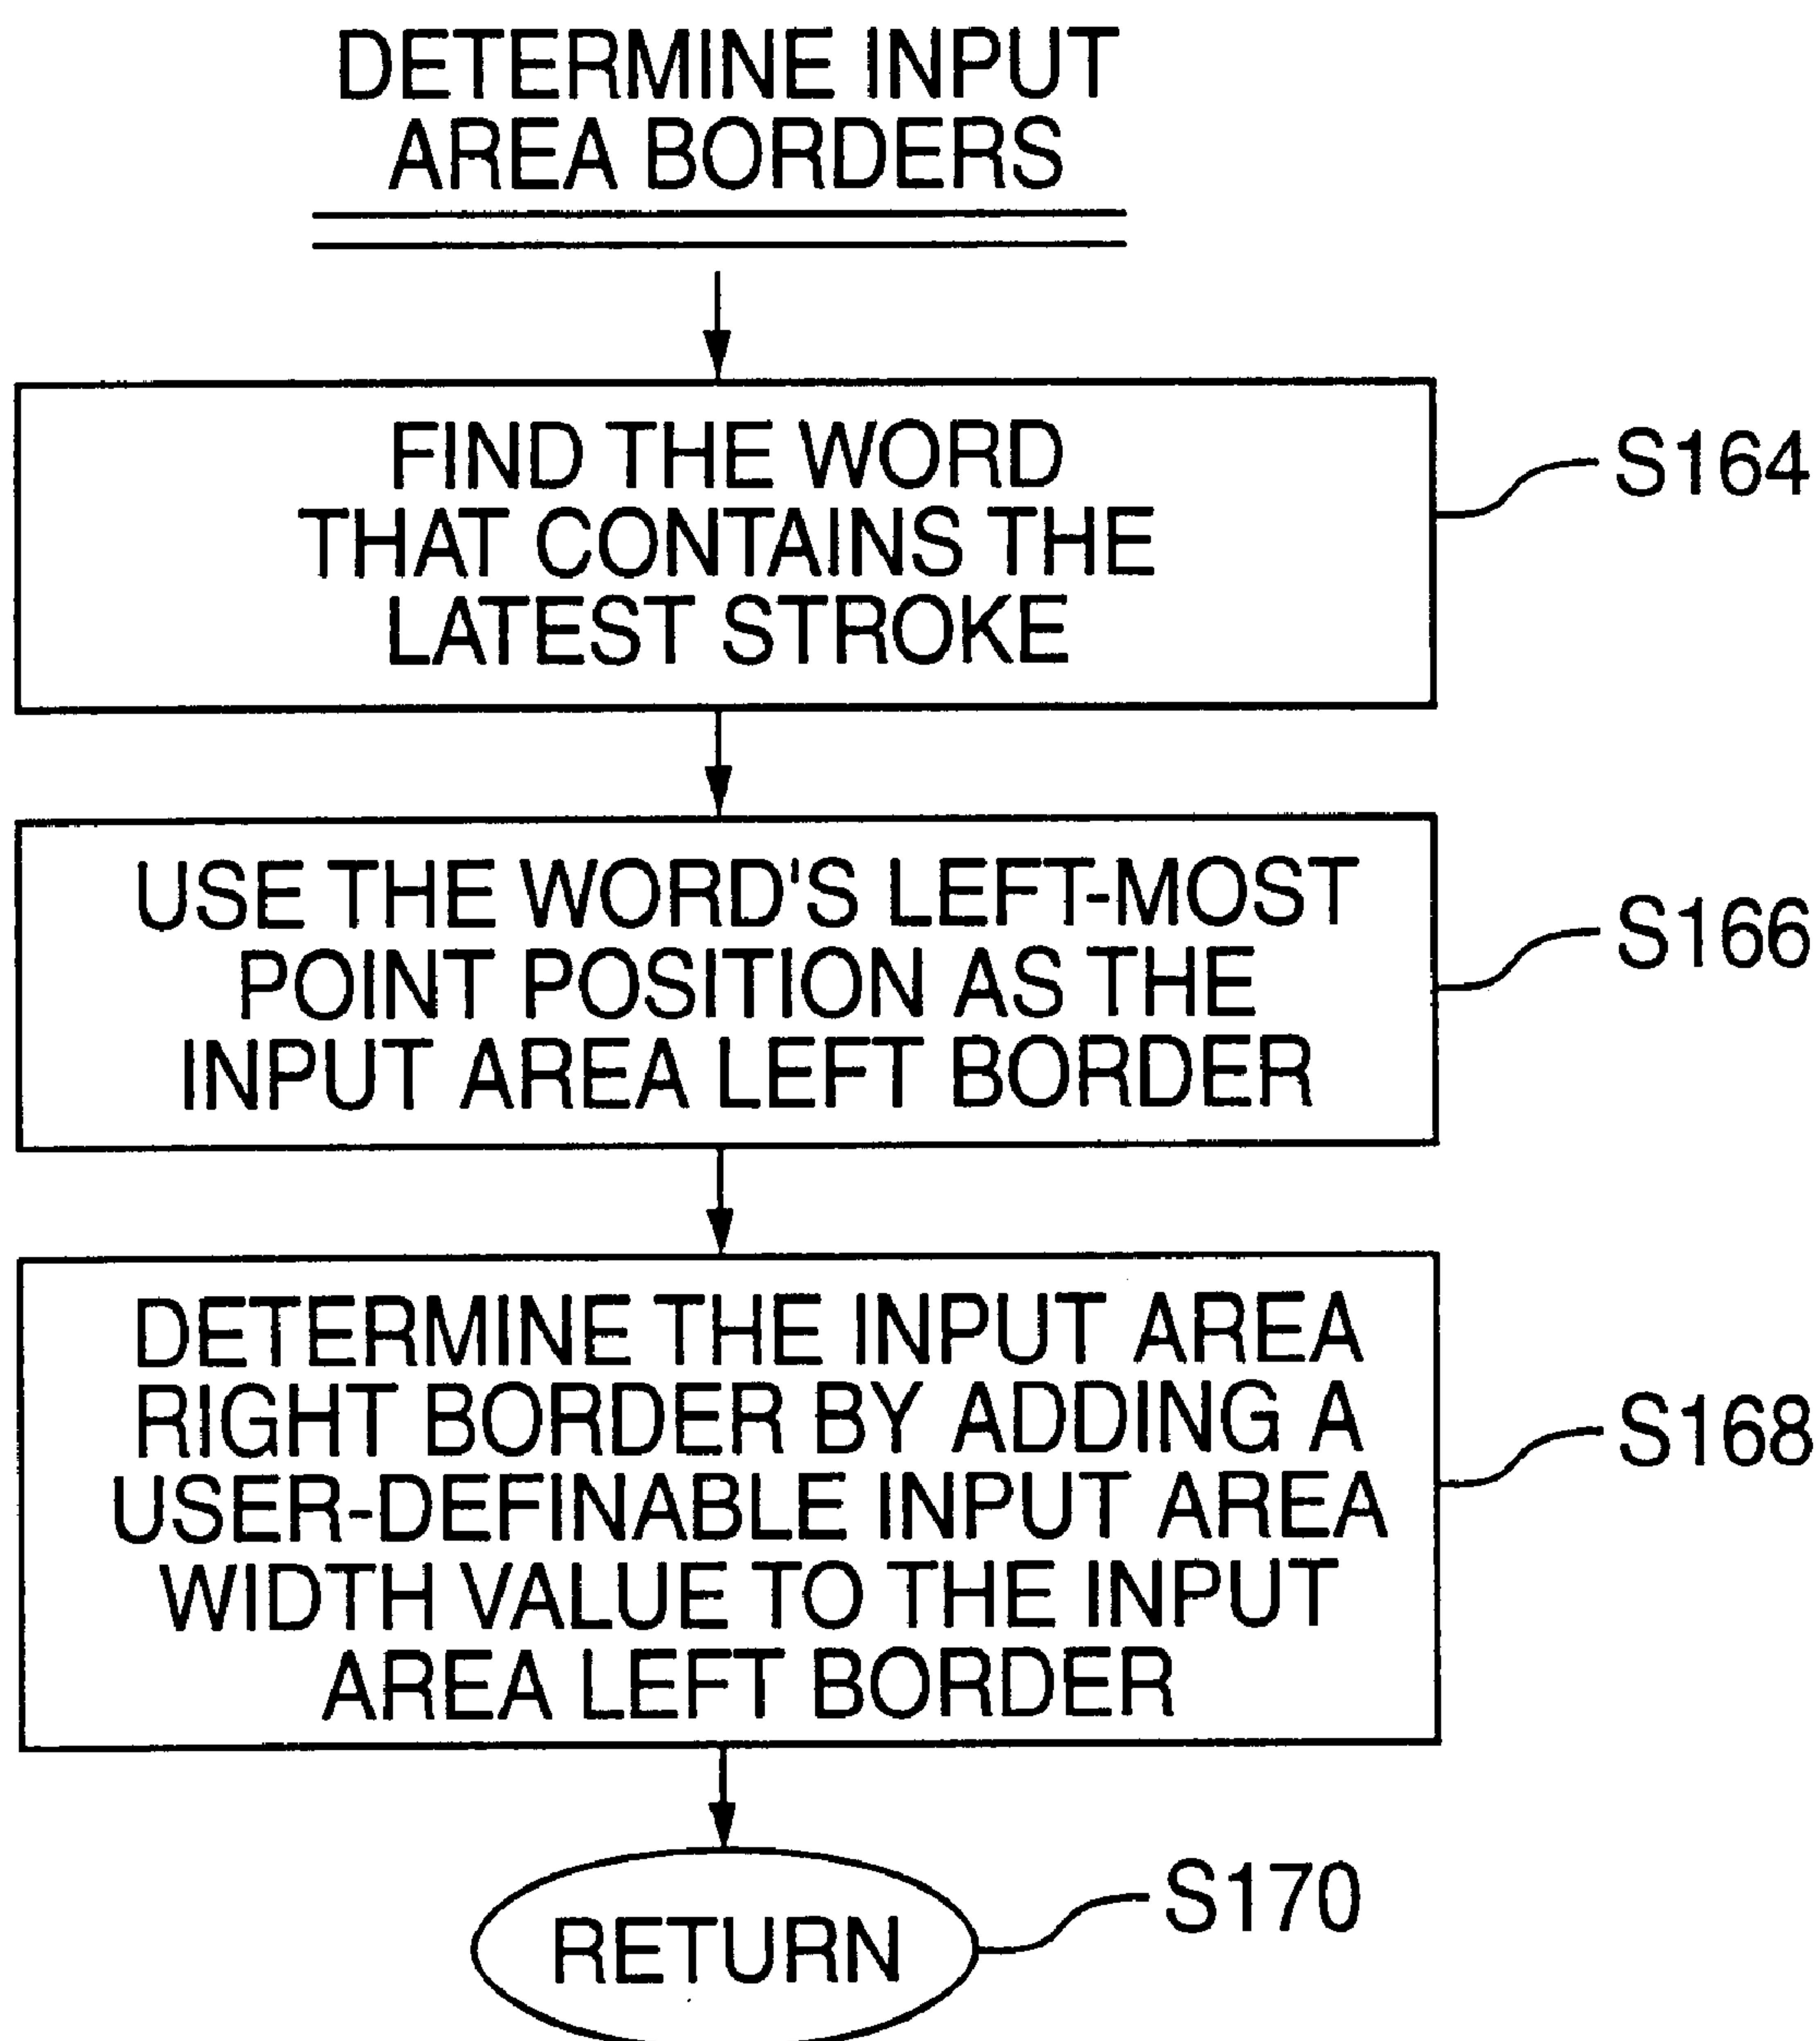 DETERMINE INPUT
AREA BORDERS
FIND THE WORD
THAT CONTAINS THE
LATEST STROKE
S164
USE THE WORD'S LEFT-MOST
POINT POSITION AS THE
INPUT AREA LEFT BORDER
S166
DETERMINE THE INPUT AREA
RIGHT BORDER BY ADDING A
USER-DEFINABLE INPUT AREA
WIDTH VALUE TO THE INPUT
AREA LEFT BORDER
S168
RETURN
S170